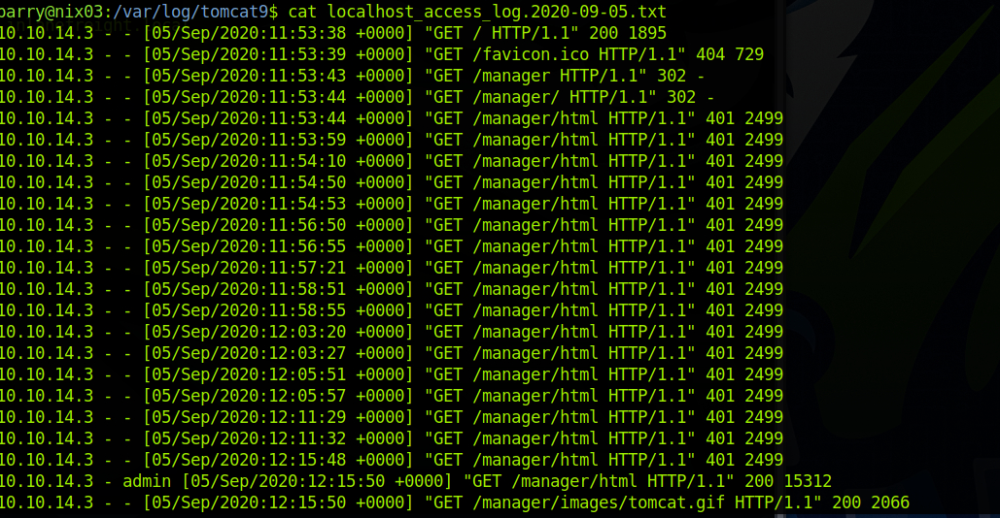 barry@nix03:/var/log/tomcat9$ cat localhost_access_log.2020-09-05.txt
10.10.14.3 - - [05/Sep/2020:11:53:38 +0000] "GET / HTTP/1.1" 200 1895
10.10.14.3 - - [05/Sep/2020:11:53:39 +0000] "GET /favicon.ico HTTP/1.1" 404 729
10.10.14.3 - - [05/Sep/2020:11:53:43 +0000] "GET /manager HTTP/1.1" 302 -
10.10.14.3 - - [05/Sep/2020:11:53:44 +0000] "GET /manager/ HTTP/1.1" 302 -
10.10.14.3 - - [05/Sep/2020:11:53:44 +0000] "GET /manager/html HTTP/1.1" 401 2499
10.10.14.3 - - [05/Sep/2020:11:53:59 +0000] "GET /manager/html HTTP/1.1" 401 2499
10.10.14.3 - - [05/Sep/2020:11:54:10 +0000] "GET /manager/html HTTP/1.1" 401 2499
10.10.14.3 - - [05/Sep/2020:11:54:50 +0000] "GET /manager/html HTTP/1.1" 401 2499
10.10.14.3 - - [05/Sep/2020:11:54:53 +0000] "GET /manager/html HTTP/1.1" 401 2499
10.10.14.3 - - [05/Sep/2020:11:56:50 +0000] "GET /manager/html HTTP/1.1" 401 2499
10.10.14.3 - - [05/Sep/2020:11:56:55 +0000] "GET /manager/html HTTP/1.1" 401 2499
10.10.14.3 - - [05/Sep/2020:11:57:21 +0000] "GET /manager/html HTTP/1.1" 401 2499
10.10.14.3 - - [05/Sep/2020:11:58:51 +0000] "GET /manager/html HTTP/1.1" 401 2499
10.10.14.3 - - [05/Sep/2020:11:58:55 +0000] "GET /manager/html HTTP/1.1" 401 2499
10.10.14.3 - - [05/Sep/2020:12:03:20 +0000] "GET /manager/html HTTP/1.1" 401 2499
10.10.14.3 - - [05/Sep/2020:12:03:27 +0000] "GET /manager/html HTTP/1.1" 401 2499
10.10.14.3 - - [05/Sep/2020:12:05:51 +0000] "GET /manager/html HTTP/1.1" 401 2499
10.10.14.3 - - [05/Sep/2020:12:05:57 +0000] "GET /manager/html HTTP/1.1" 401 2499
10.10.14.3 - - [05/Sep/2020:12:11:29 +0000] "GET /manager/html HTTP/1.1" 401 2499
10.10.14.3 - - [05/Sep/2020:12:11:32 +0000] "GET /manager/html HTTP/1.1" 401 2499
10.10.14.3 - - [05/Sep/2020:12:15:48 +0000] "GET /manager/html HTTP/1.1" 401 2499
10.10.14.3 - admin [05/Sep/2020:12:15:50 +0000] "GET /manager/html HTTP/1.1" 200 15312
10.10.14.3 - - [05/Sep/2020:12:15:50 +0000] "GET /manager/images/tomcat.gif HTTP/1.1" 200 2066